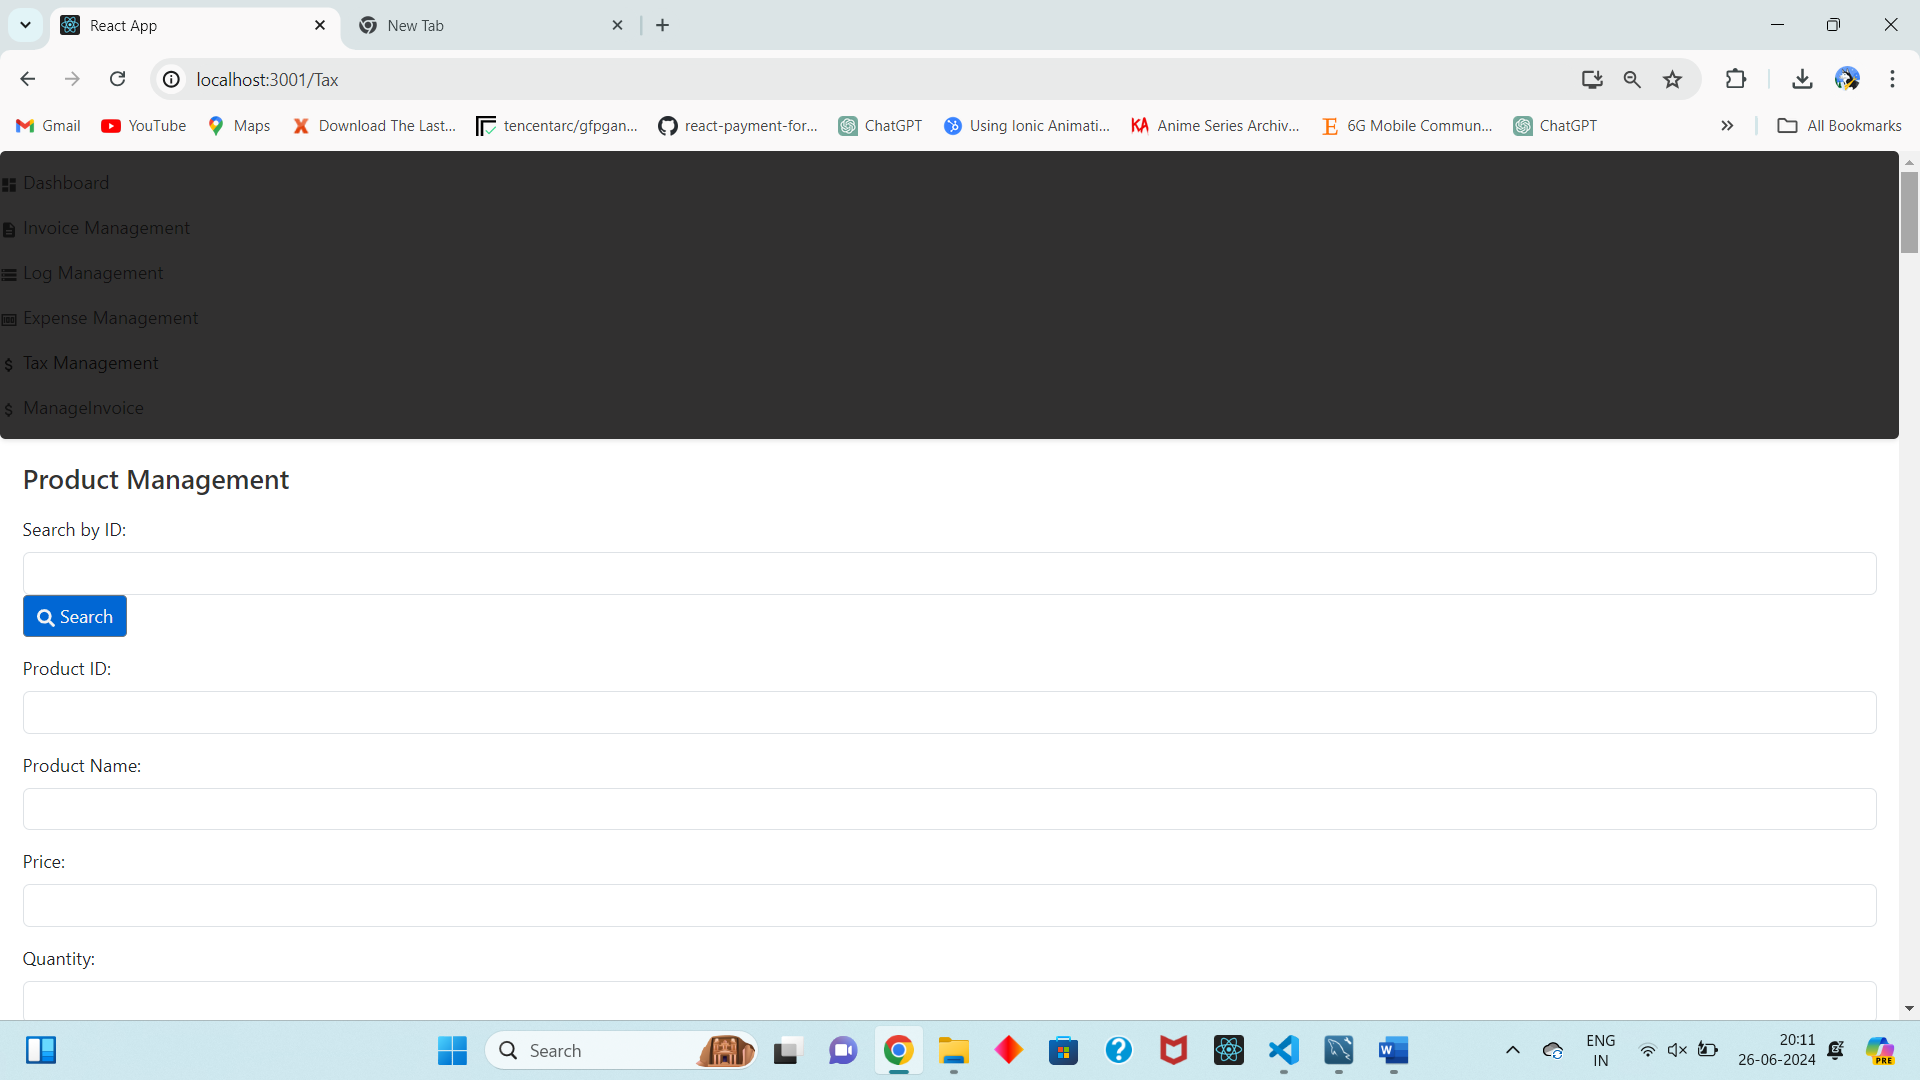 React App
New Tab
localhost:3001/Tax
Gmail
YouTube
Maps
Download The Last...
tencentarc/gfpgan...
react-payment-for...
ChatGPT
Using Ionic Animati...
KA Anime Series Archiv...
E 6G Mobile Commun...
ChatGPT
All Bookmarks
Dashboard
Invoice Management
Log Management
Expense Management
$ Tax Management
$ ManageInvoice
Product Management
Search by ID:
Search
Product ID:
Product Name:
Price:
Quantity:
Search
ENG
IN
20:11
26-06-2024
PRE